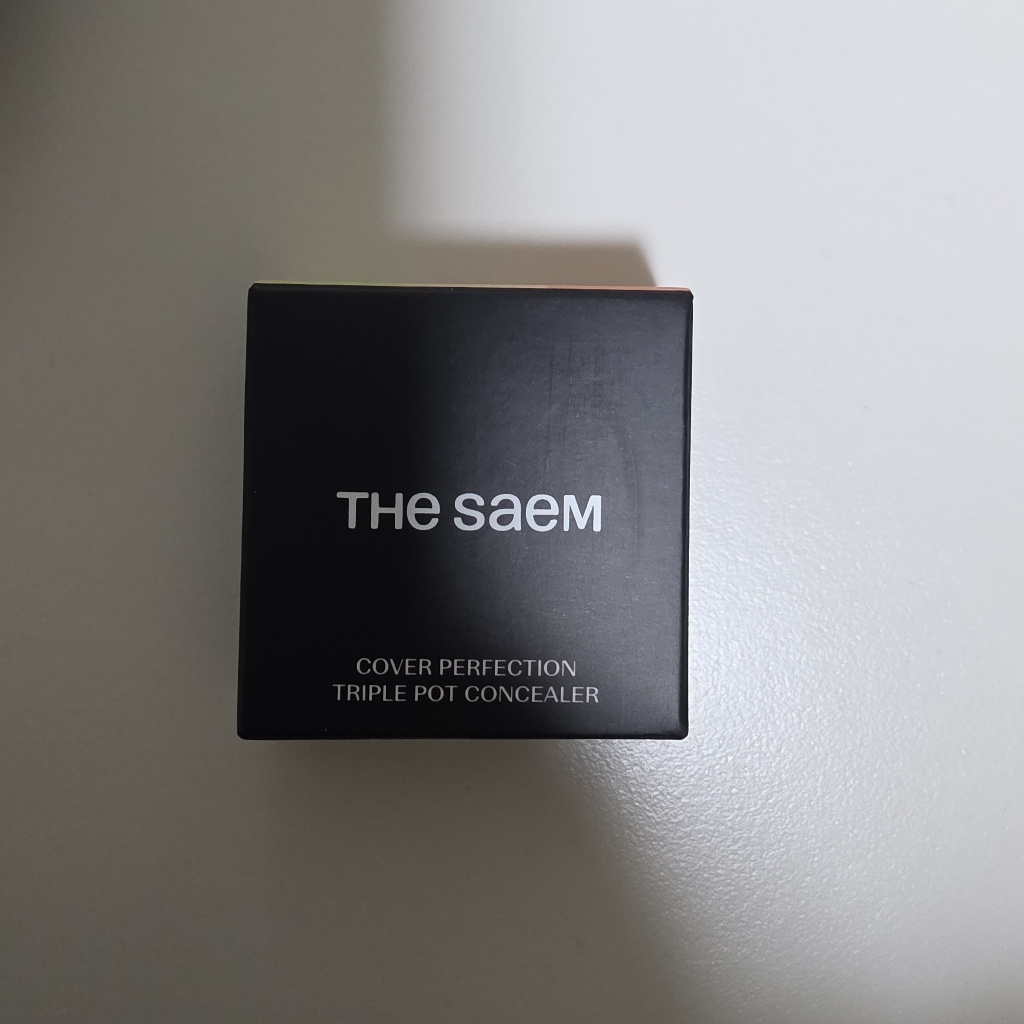 THE SAEM
COVER PERFECTION
TRIPLE POT CONCEALER